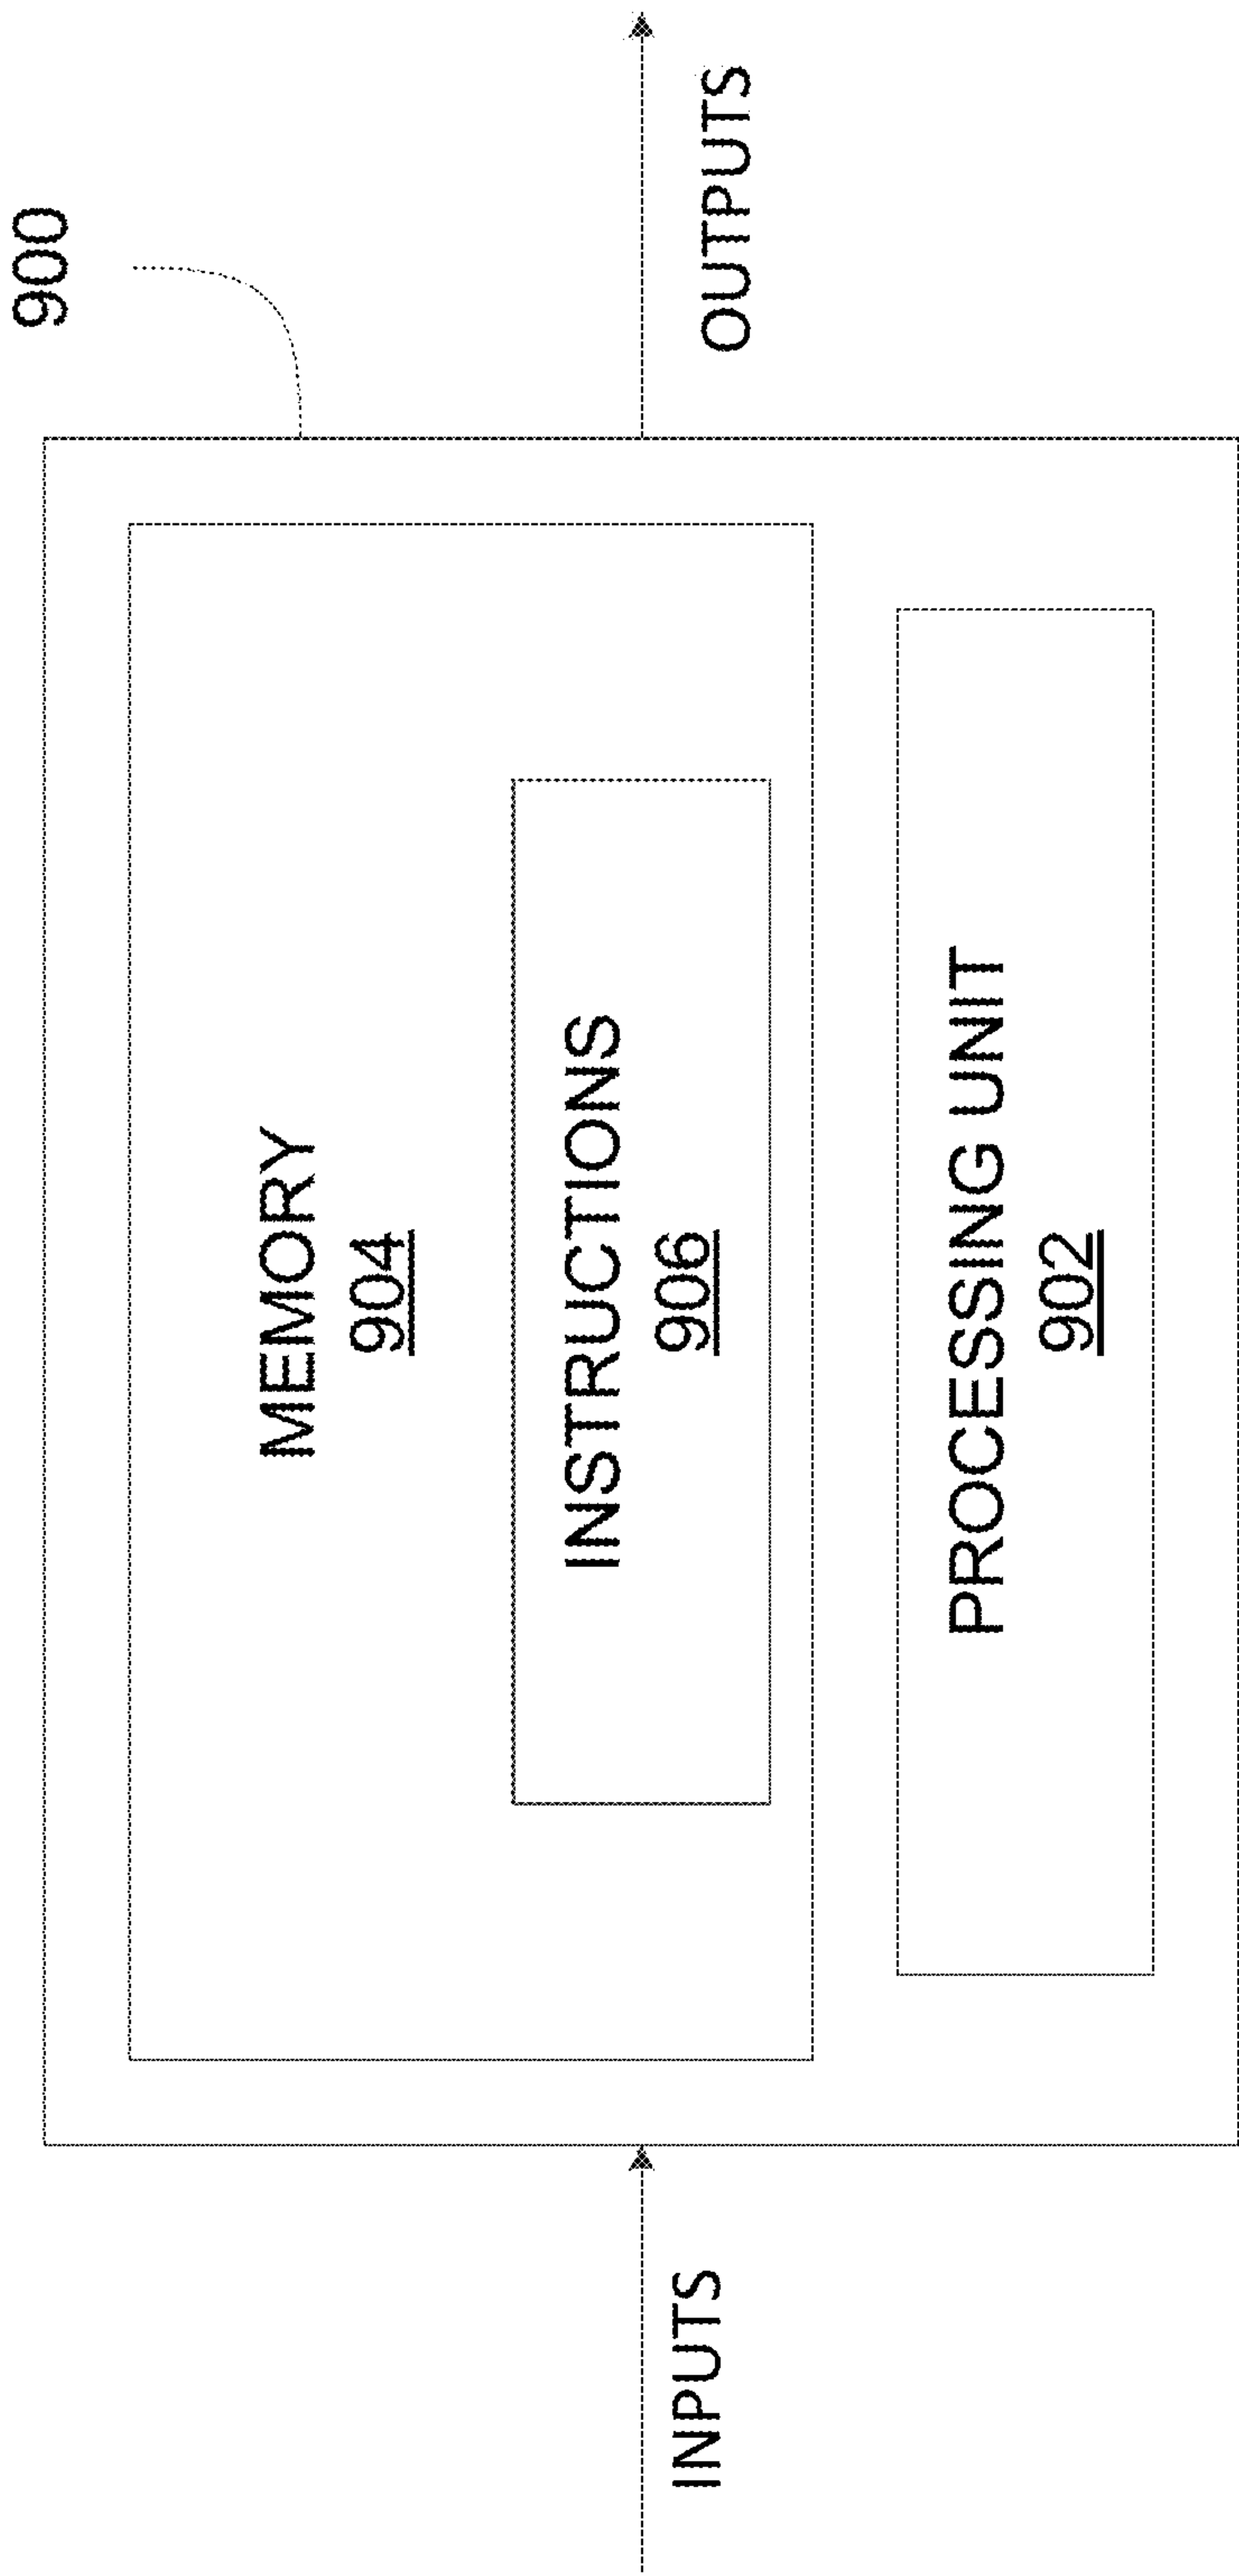 900
INPUTS
MEMORY
904
INSTRUCTIONS
906
PROCESSING UNIT
902
OUTPUTS